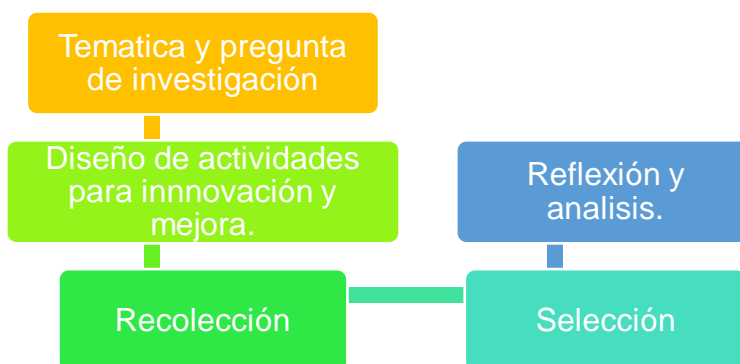 Tematica y pregunta
de investigación
Diseño de actividades
para innnovación y
mejora.
Recolección
Selección
Reflexión y
analisis.